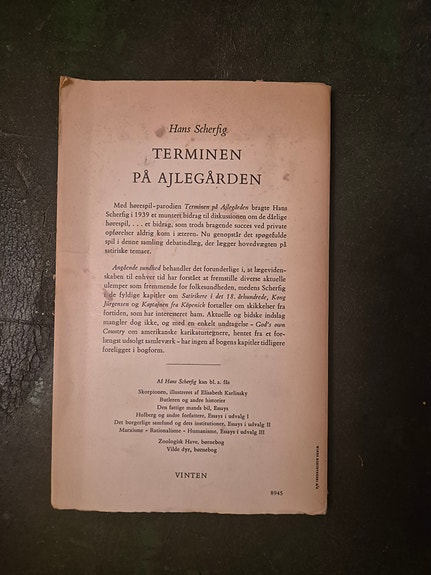 Hans Scherfig
TERMINEN
PÅ AJLEGÅRDEN
Med hørespil-parodien Terminen på Ajlegården bragte Hans
Scherfig i 1939 et muntert bidrag til diskussionen om de dårlige
hørespil, . . . et bidrag, som trods bragende succes ved private
opførelser aldrig kom i æteren. Nu genopstår det spøgefulde
spil i denne samling debatindlæg, der lægger hovedvægten på
satiriske temaer.
Angående sundhed behandler det forunderlige i, at lægeviden-
skaben til enhver tid har forstået at fremstille diverse aktuelle
ulemper som fremmende for folkesundheden, medens Scherfig
i de fyldige kapitler om Satirikere i det 18. århundrede, Kong
Jürgensen og Kaptajnen fra Köpenick fortæller om skikkelser fra
fortiden, som har interesseret ham. Aktuelle og bidske indslag
mangler dog ikke, og med en enkelt undtagelse – God's own
Country om amerikanske karikaturtegnere, hentet fra et for-
længst udsolgt samleværk – har ingen af bogens kapitler tidligere
foreligget i bogform.
Af Hans Scherfig kan bl. a. fås
Skorpionen, illustreret af Elisabeth Karlinsky
Butleren og andre historier
Den fattige mands bil, Essays
Holberg og andre forfattere, Essays i udvalg I
Det borgerlige samfund og dets institutioner, Essays i udvalg II
Marxisme – Rationalisme – Humanisme, Essays i udvalg III
Zoologisk Have, børnebog
Vilde dyr, børnebog
VINTEN
8945